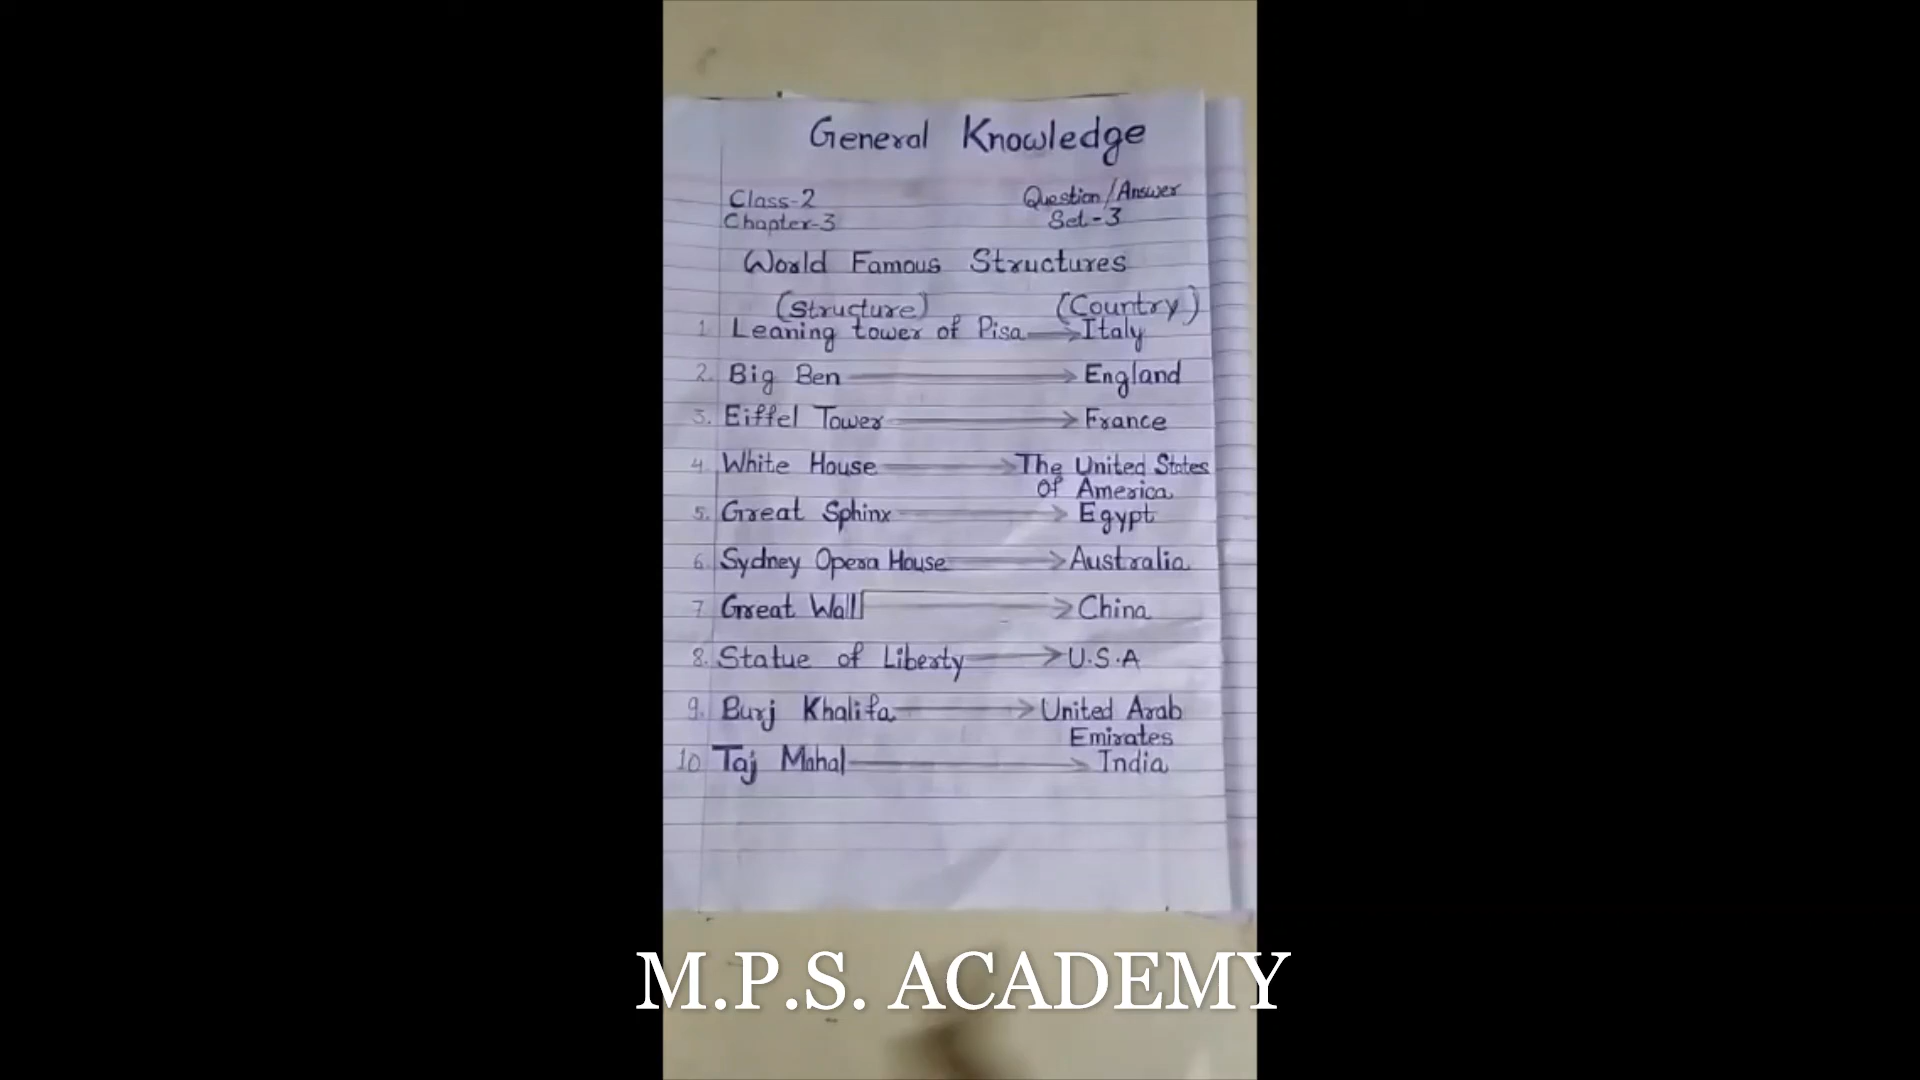 General Knowledge
Class-2 Question/Answer
Chapter-3 Set-3
World Famous Structures
(Structure) (Country)
1. Leaning tower of Pisa → Italy
2. Big Ben → England
3. Eiffel Tower → France
4. White House → The United States
Of America
5. Great Sphinx → Egypt
6. Sydney Opera House → Australia
7. Great Wall → China
8. Statue of Liberty → U.S.A
9. Burj Khalifa → United Arab
Emirates
10 Taj Mahal → India
M.P.S. ACADEMY